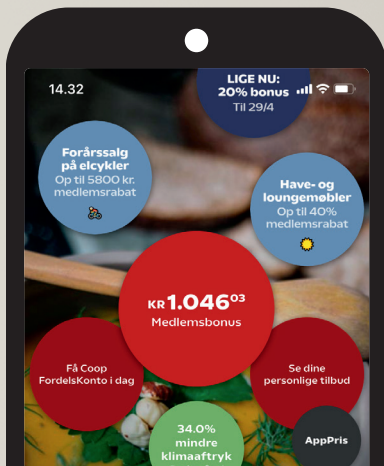 14.32
LIGE NU:
20% bonus
Til 29/4
Forårssalg
på elcykler
Op til 5800 kr.
medlemsrabat
Have- og
loungemøbler
Op til 40%
medlemsrabat
KR 1.046⁰³
Medlemsbonus
Få Coop
FordelsKonto i dag
Se dine
personlige tilbud
34.0%
mindre
klimaaftryk
AppPris